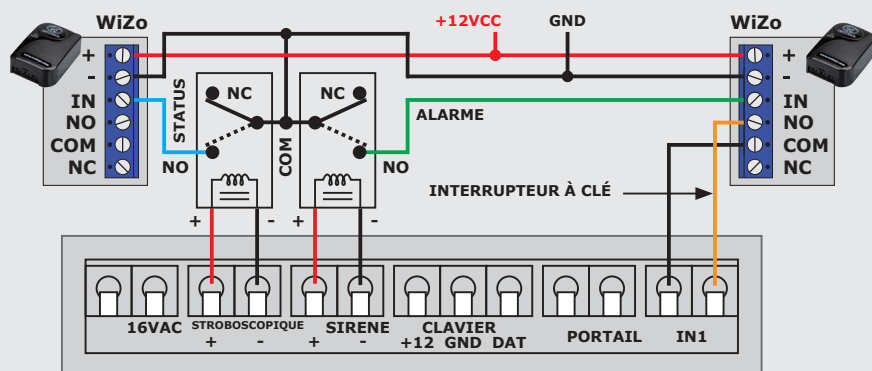 WiZo
+12VCC
GND
WiZo
+
-
IN
NO
COM
NC
STATUS
NC
NO
COM
NC
NO
ALARME
+
-
IN
NO
COM
NC
INTERRUPTEUR À CLÉ
+ -
+ -
16VAC
STROBOSCOPIQUE
+ -
SIRENE
+ -
CLAVIER
+12 GND DAT
PORTAIL
IN1